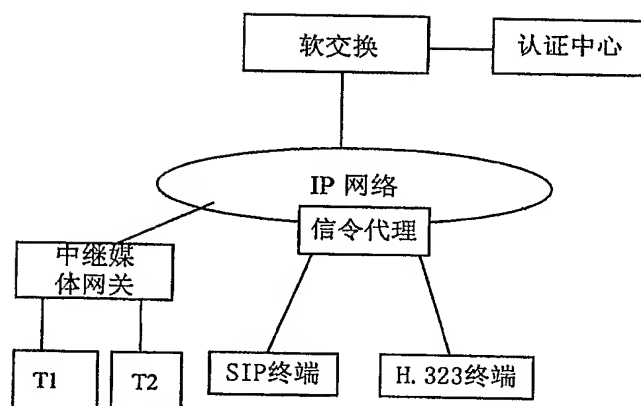 软交换
认证中心
IP 网络
信令代理
中继媒
体网关
T1
T2
SIP终端
H.323终端